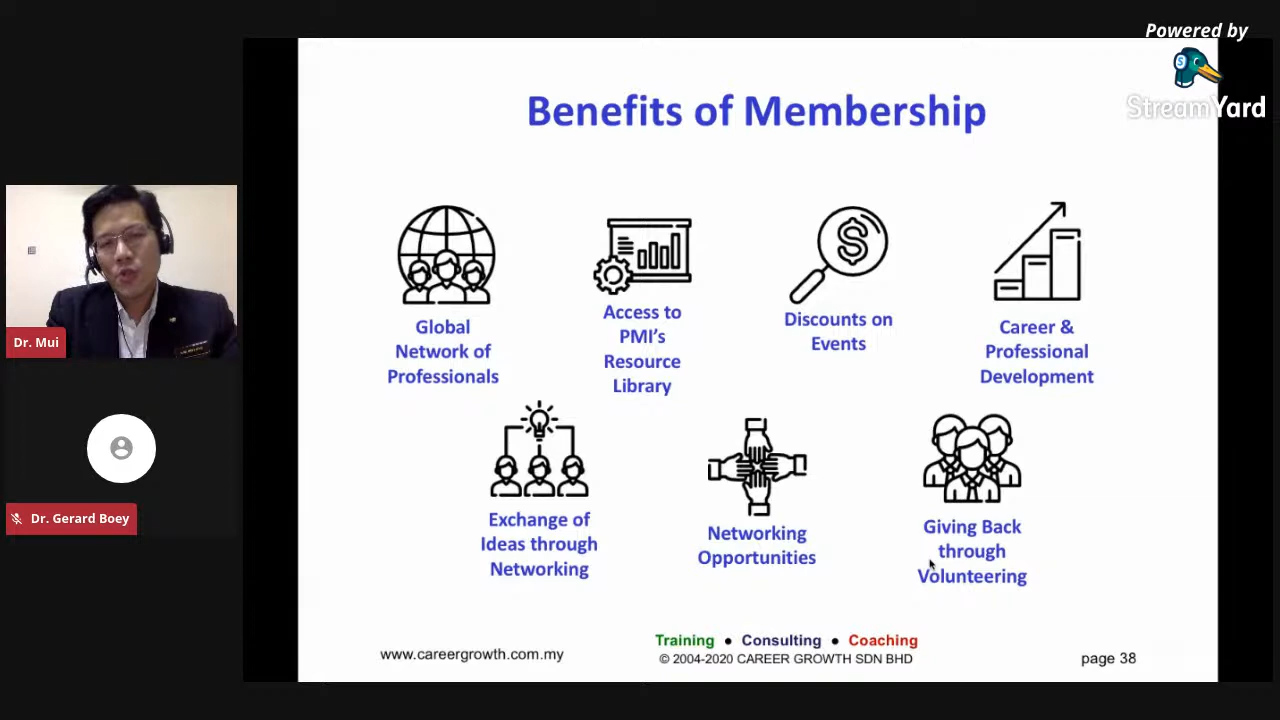 Powered by
StreamYard
Benefits of Membership
Global
Network of
Professionals
Access to
PMI's
Resource
Library
Discounts on
Events
Career &
Professional
Development
Exchange of
Ideas through
Networking
Networking
Opportunities
Giving Back
through
Volunteering
Dr. Mui
Dr. Gerard Boey
www.careergrowth.com.my
Training ● Consulting ● Coaching
© 2004-2020 CAREER GROWTH SDN BHD
page 38